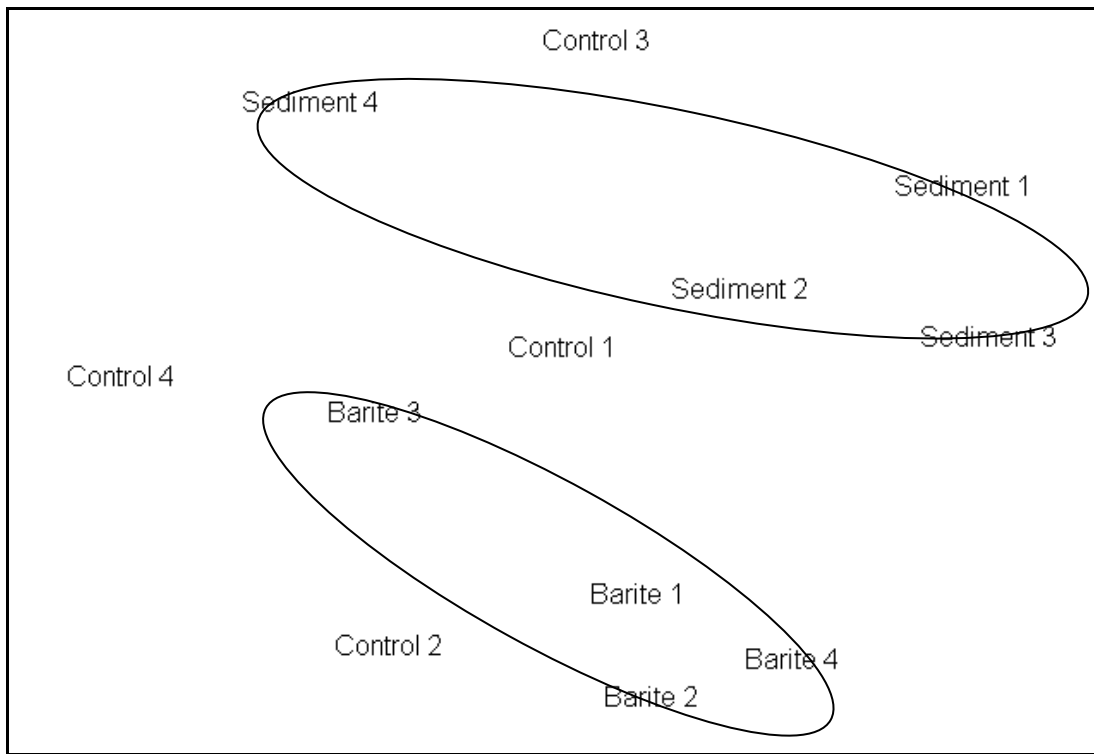 Control 3
Sediment 4
Sediment 1
Sediment 2
Sediment 3
Control 1
Control 4
Barite 3
Barite 1
Control 2
Barite 4
Barite 2